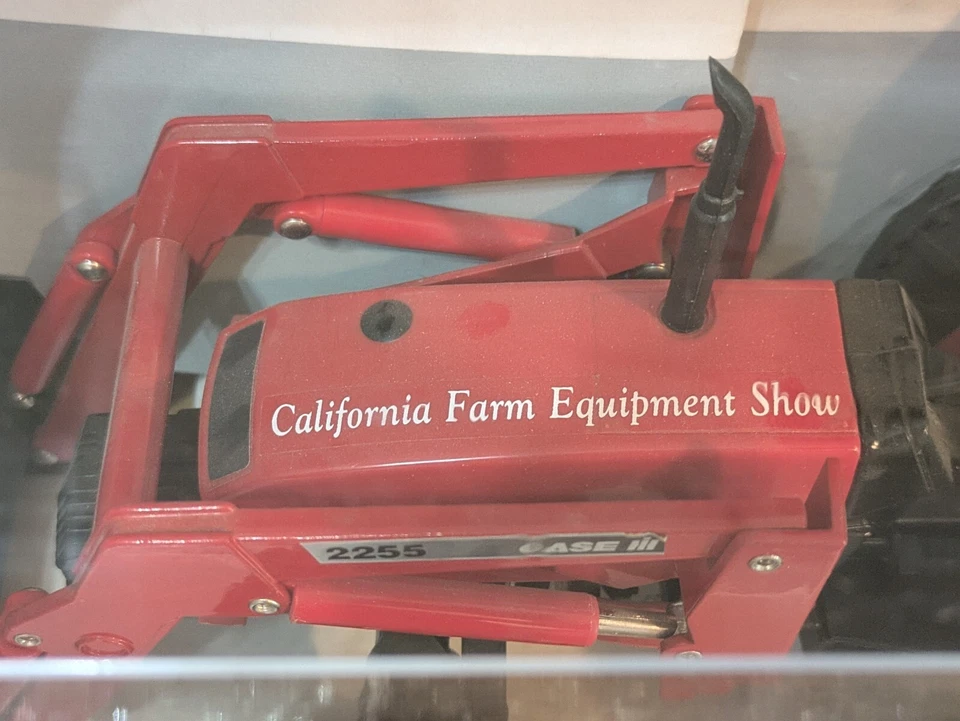 California Farm Equipment Show
2255 CASE IH